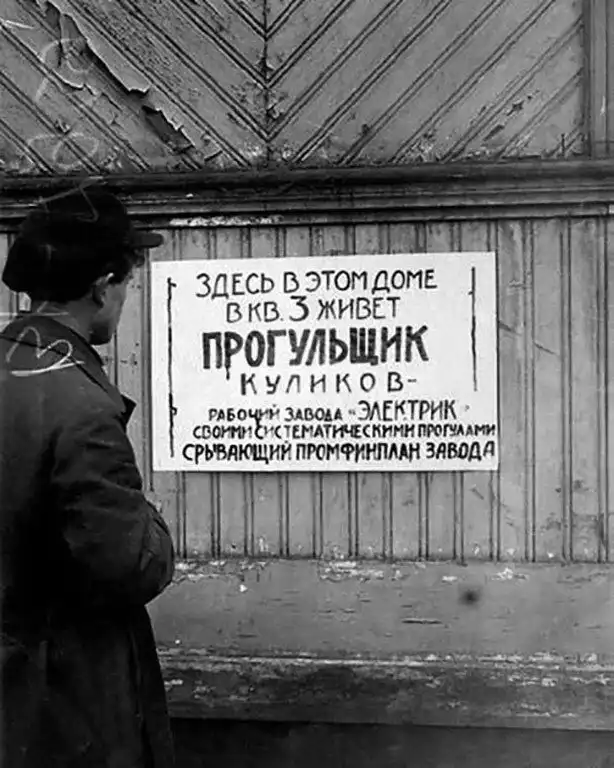 ЗДЕСЬ В ЭТОМ ДОМЕ
В КВ. 3 ЖИВЕТ
ПРОГУЛЬЩИК
КУЛИКОВ-
РАБОЧИЙ ЗАВОДА "ЭЛЕКТРИК"
СВОИМИ СИСТЕМАТИЧЕСКИМИ ПРОГУЛАМИ
СРЫВАЮЩИЙ ПРОМФИНПЛАН ЗАВОДА